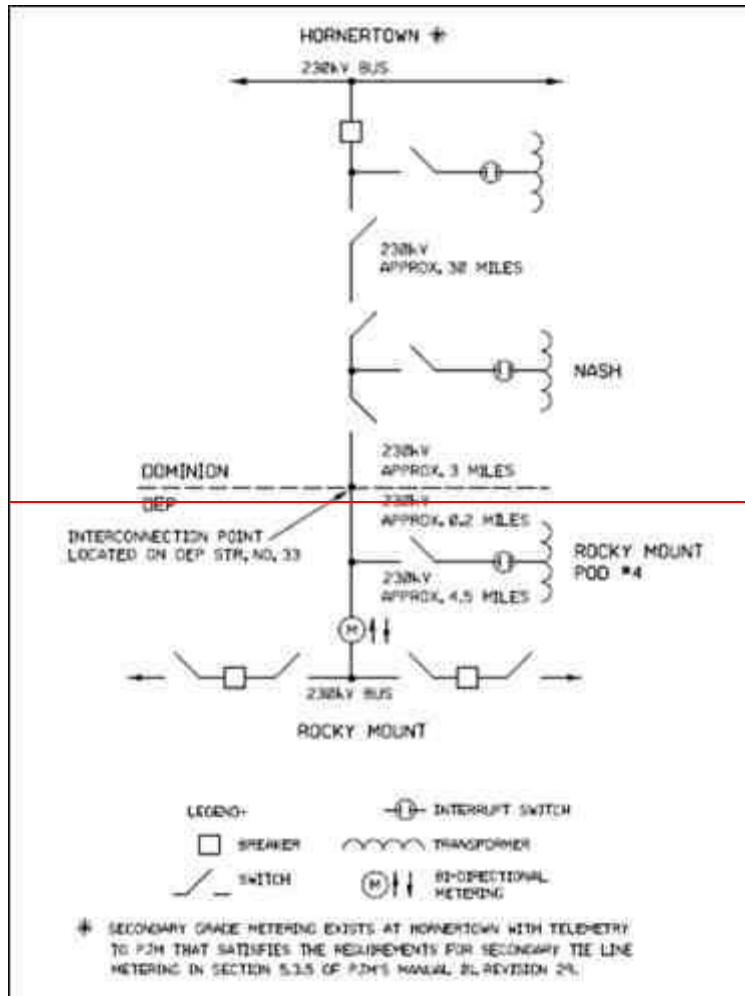 HORNERTOWN *
230kV BUS
230kV
APPROX. 30 MILES
NASH
230kV
APPROX. 3 MILES
DOMINION
DEP
230kV
APPROX. 0.2 MILES
INTERCONNECTION POINT
LOCATED ON DEP STR. NO. 33
ROCKY MOUNT
POD #4
230kV
APPROX. 4.5 MILES
M
230kV BUS
ROCKY MOUNT
LEGEND:
INTERRUPT SWITCH
BREAKER
TRANSFORMER
SWITCH
M
BI-DIRECTIONAL
METERING
* SECONDARY GRADE METERING EXISTS AT HORNERTOWN WITH TELEMETRY
TO PJM THAT SATISFIES THE REQUIREMENTS FOR SECONDARY TIE LINE
METERING IN SECTION 5.3.5 OF PJM'S MANUAL 01, REVISION 29.